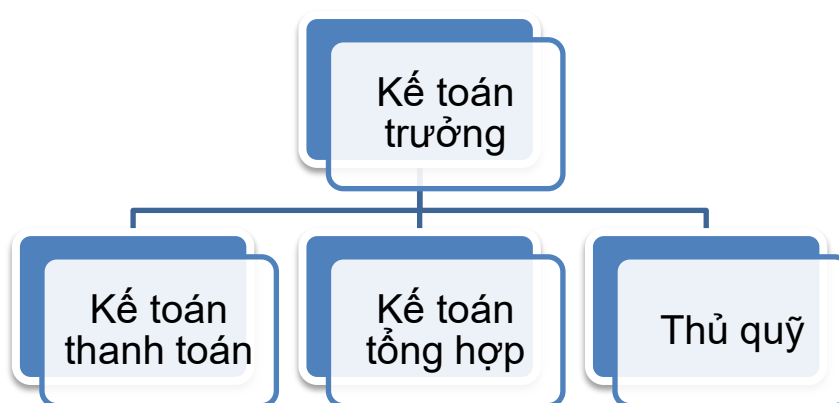 Kế toán
trưởng
Kế toán
thanh toán
Kế toán
tổng hợp
Thủ quỹ